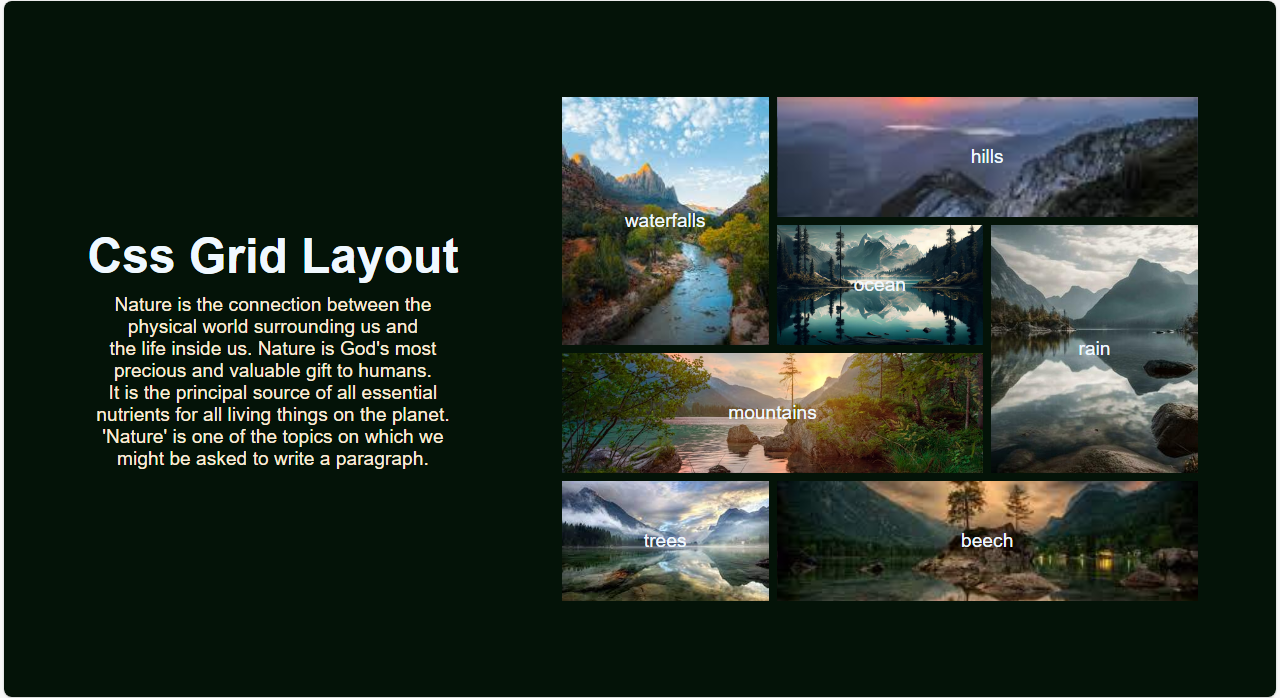 Css Grid Layout
Nature is the connection between the
physical world surrounding us and
the life inside us. Nature is God's most
precious and valuable gift to humans.
It is the principal source of all essential
nutrients for all living things on the planet.
'Nature' is one of the topics on which we
might be asked to write a paragraph.
waterfalls
hills
ocean
rain
mountains
trees
beech